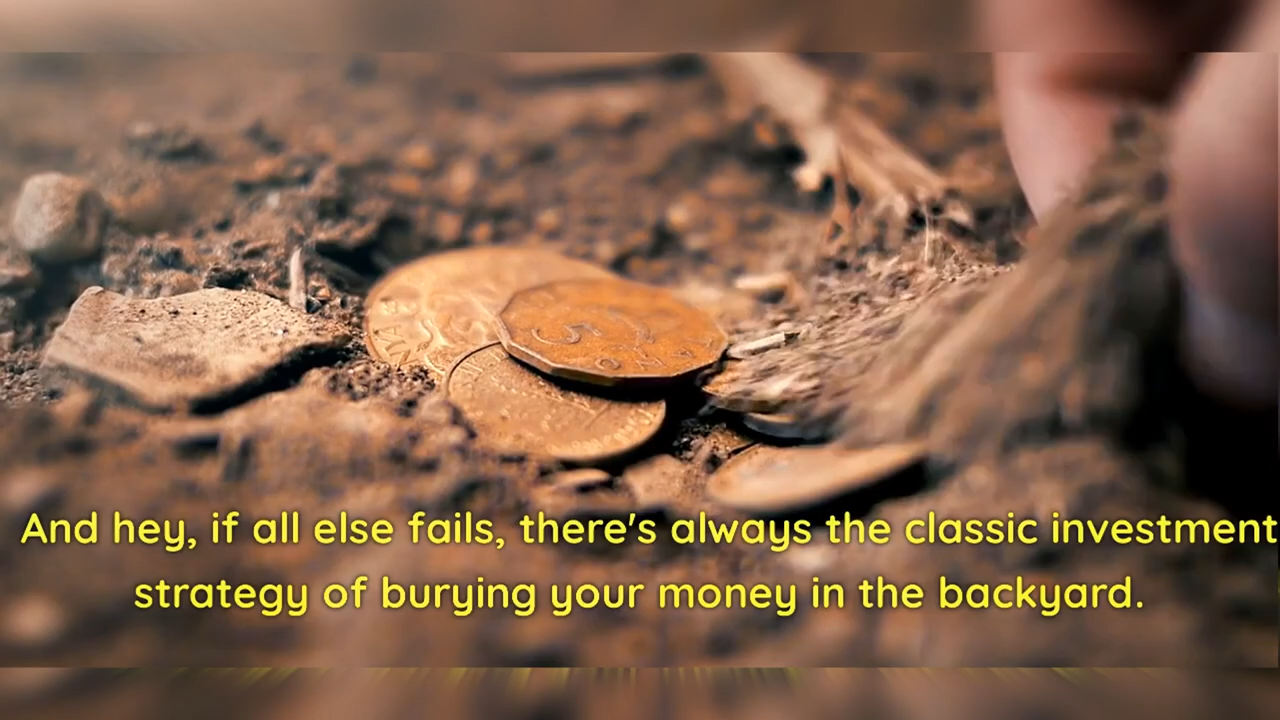 And hey, if all else fails, there's always the classic investment
strategy of burying your money in the backyard.
5